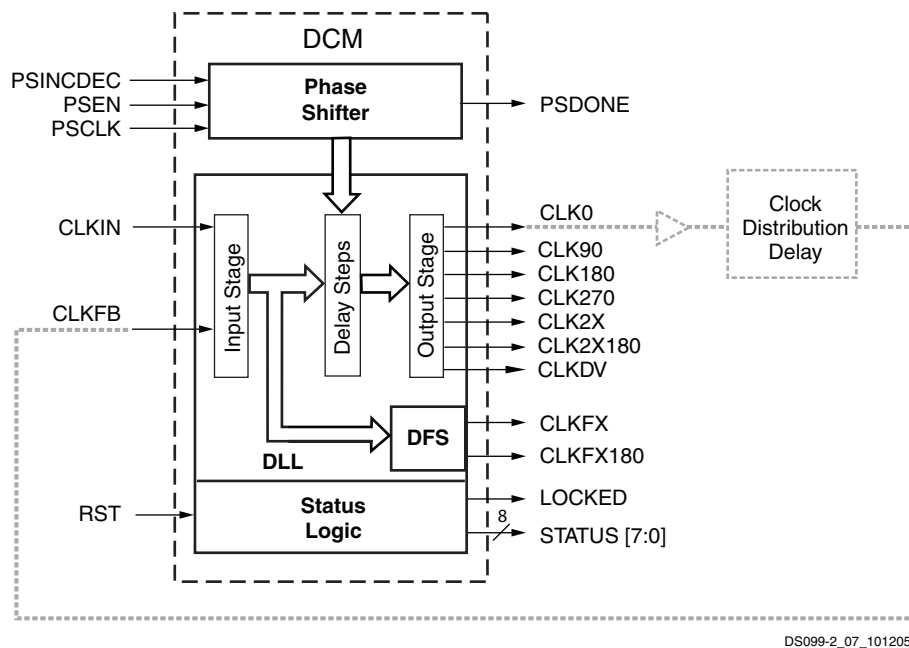 DCM
PSINCDEC
PSEN
PSCLK
Phase
Shifter
PSDONE
CLKIN
CLKFB
Input Stage
Delay Steps
Output Stage
CLK0
CLK90
CLK180
CLK270
CLK2X
CLK2X180
CLKDV
Clock
Distribution
Delay
DFS
CLKFX
CLKFX180
DLL
RST
Status
Logic
LOCKED
8
STATUS [7:0]
DS099-2_07_101205